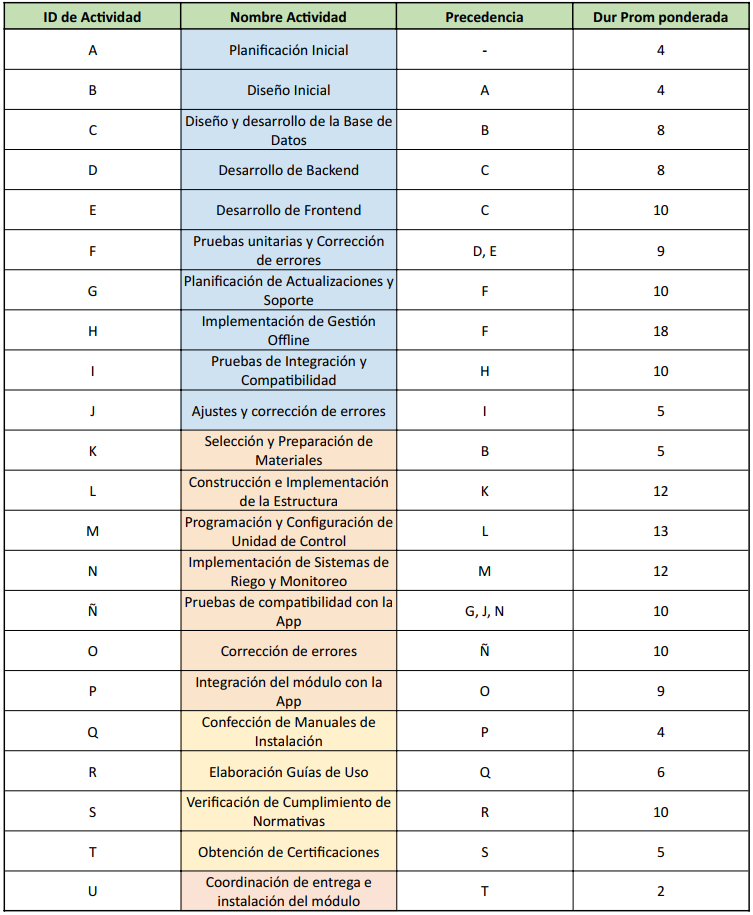 ID de Actividad Nombre Actividad Precedencia Dur Prom ponderada
A Planificación Inicial - 4
B Diseño Inicial A 4
C Diseño y desarrollo de la Base de B 8
Datos
D Desarrollo de Backend C 8
E Desarrollo de Frontend C 10
F Pruebas unitarias y Corrección D, E 9
de errores
G Planificación de Actualizaciones y F 10
Soporte
H Implementación de Gestión F 18
Offline
I Pruebas de Integración y H 10
Compatibilidad
J Ajustes y corrección de errores I 5
K Selección y Preparación de B 5
Materiales
L Construcción e Implementación K 12
de la Estructura
M Programación y Configuración de L 13
Unidad de Control
N Implementación de Sistemas de M 12
Riego y Monitoreo
Ñ Pruebas de compatibilidad con la G, J, N 10
App
O Corrección de errores Ñ 10
P Integración del módulo con la O 9
App
Q Confección de Manuales de P 4
Instalación
R Elaboración Guías de Uso Q 6
S Verificación de Cumplimiento de R 10
Normativas
T Obtención de Certificaciones S 5
U Coordinación de entrega e T 2
instalación del módulo